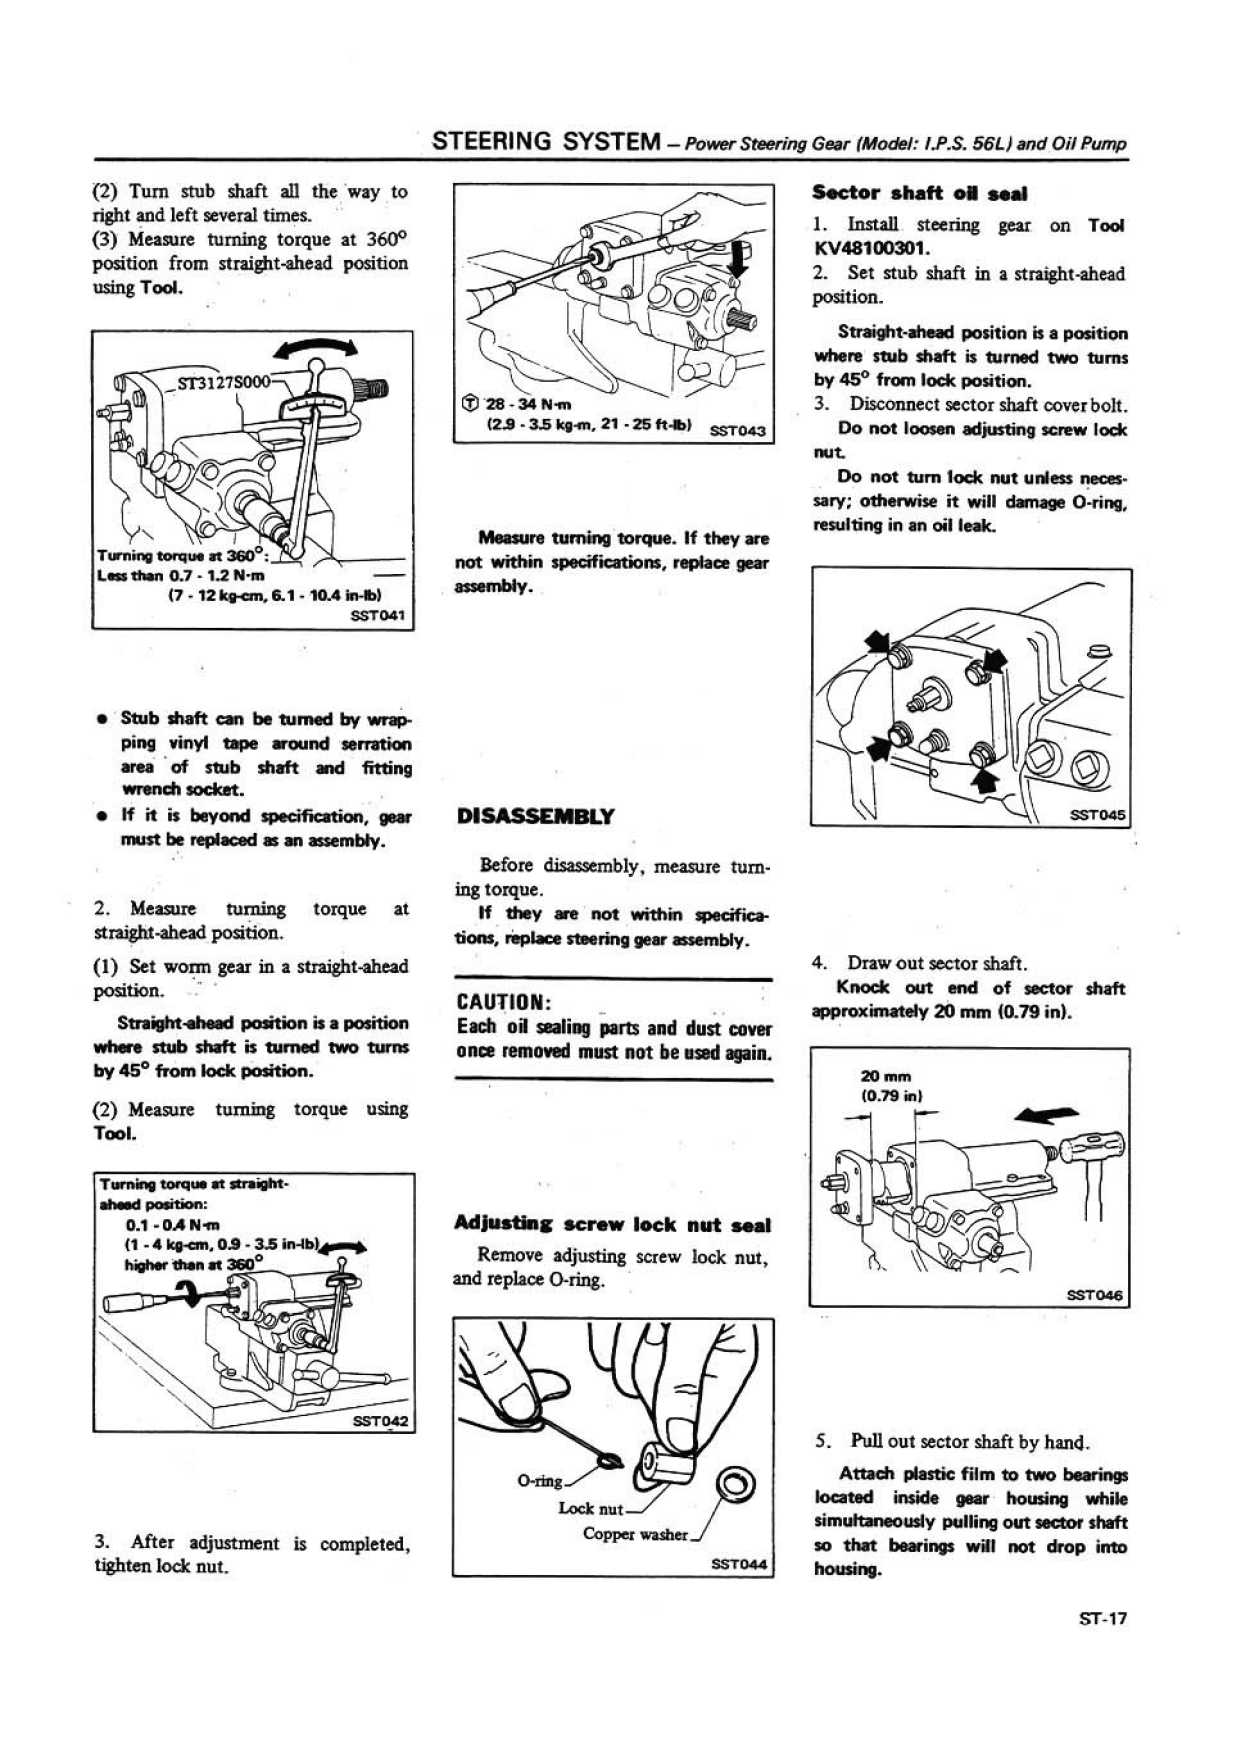 STEERING SYSTEM – Power Steering Gear (Model: I.P.S. 56L) and Oil Pump
(2) Turn stub shaft all the way to
right and left several times.
(3) Measure turning torque at 360°
position from straight-ahead position
using Tool.
ST3127S000
Turning torque at 360°:
Less than 0.7 - 1.2 N·m
(7 - 12 kg-cm, 6.1 - 10.4 in-lb)
SST041
● Stub shaft can be turned by wrap-
ping vinyl tape around serration
area of stub shaft and fitting
wrench socket.
● If it is beyond specification, gear
must be replaced as an assembly.
2. Measure turning torque at
straight-ahead position.
(1) Set worm gear in a straight-ahead
position.
Straight-ahead position is a position
where stub shaft is turned two turns
by 45° from lock position.
(2) Measure turning torque using
Tool.
Turning torque at straight-
ahead position:
0.1 - 0.4 N·m
(1 - 4 kg-cm, 0.9 - 3.5 in-lb)
higher than at 360°
SST042
3. After adjustment is completed,
tighten lock nut.
Ⓣ 28 - 34 N·m
(2.9 - 3.5 kg-m, 21 - 25 ft-lb)
SST043
Measure turning torque. If they are
not within specifications, replace gear
assembly.
DISASSEMBLY
Before disassembly, measure turn-
ing torque.
If they are not within specifica-
tions, replace steering gear assembly.
CAUTION:
Each oil sealing parts and dust cover
once removed must not be used again.
Adjusting screw lock nut seal
Remove adjusting screw lock nut,
and replace O-ring.
O-ring
Lock nut
Copper washer
SST044
Sector shaft oil seal
1. Install steering gear on Tool
KV48100301.
2. Set stub shaft in a straight-ahead
position.
Straight-ahead position is a position
where stub shaft is turned two turns
by 45° from lock position.
3. Disconnect sector shaft cover bolt.
Do not loosen adjusting screw lock
nut.
Do not turn lock nut unless neces-
sary; otherwise it will damage O-ring,
resulting in an oil leak.
SST045
4. Draw out sector shaft.
Knock out end of sector shaft
approximately 20 mm (0.79 in).
20 mm
(0.79 in)
SST046
5. Pull out sector shaft by hand.
Attach plastic film to two bearings
located inside gear housing while
simultaneously pulling out sector shaft
so that bearings will not drop into
housing.
ST-17